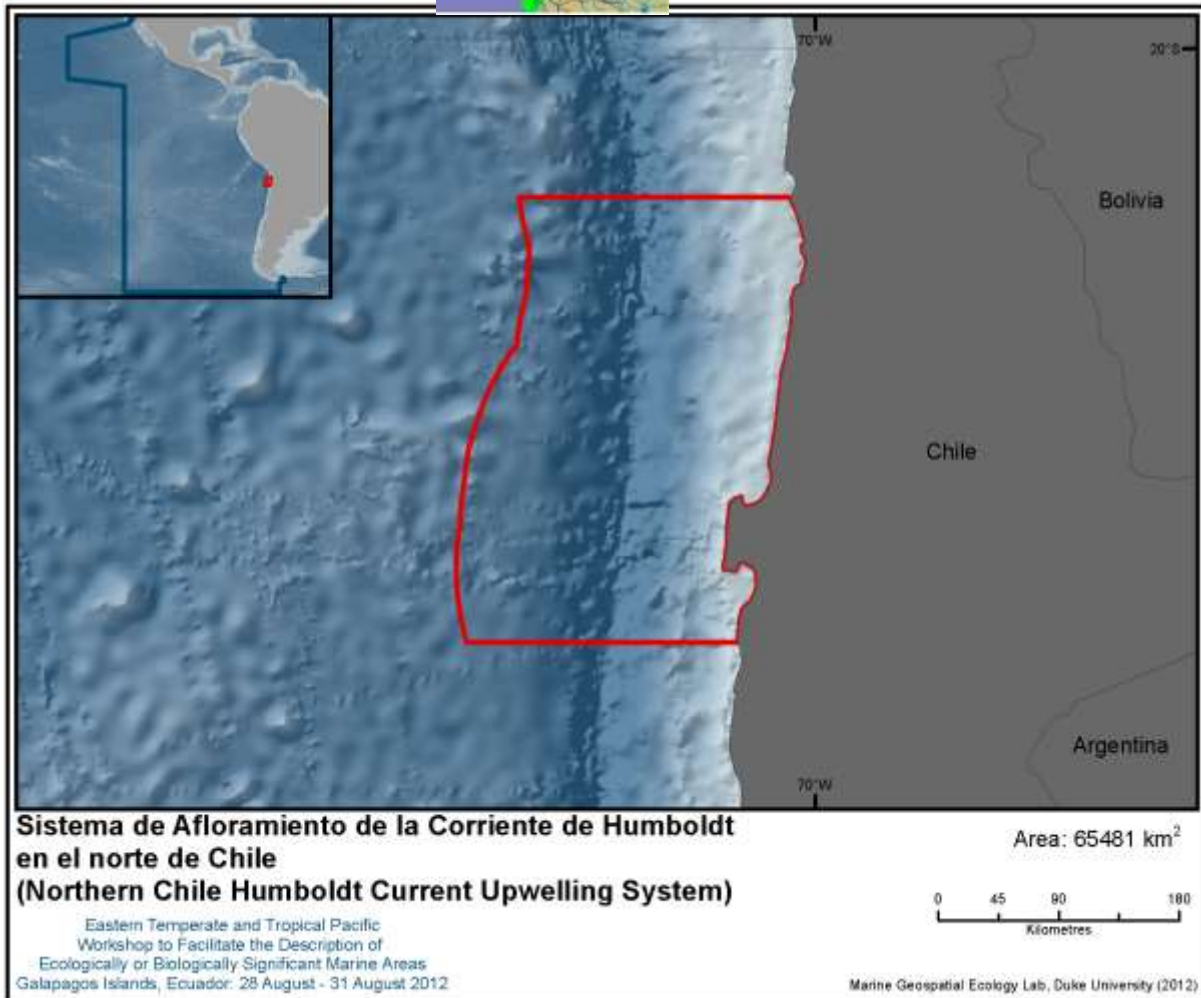 70°W
20°S
Bolivia
Chile
Argentina
70°W
Sistema de Afloramiento de la Corriente de Humboldt
en el norte de Chile
(Northern Chile Humboldt Current Upwelling System)
Area: 65481 km²
0 45 90 180
Kilometres
Eastern Temperate and Tropical Pacific
Workshop to Facilitate the Description of
Ecologically or Biologically Significant Marine Areas
Galapagos Islands, Ecuador: 28 August - 31 August 2012
Marine Geospatial Ecology Lab, Duke University (2012)